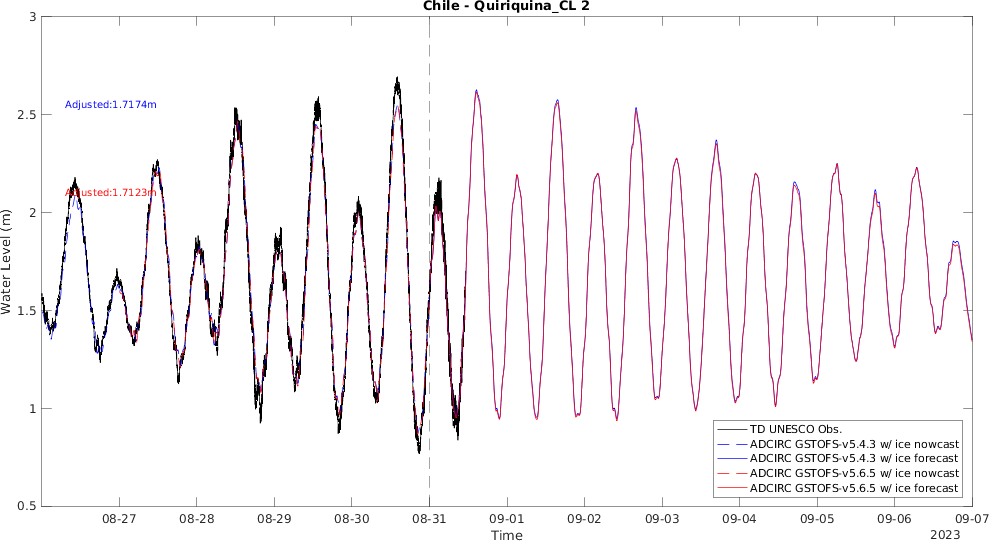 Chile - Quiriquina_CL 2
3
2.5
2
1.5
1
0.5
Water Level (m)
Adjusted:1.7174m
Adjusted:1.7123m
TD UNESCO Obs.
ADCIRC GSTOFS-v5.4.3 w/ ice nowcast
ADCIRC GSTOFS-v5.4.3 w/ ice forecast
ADCIRC GSTOFS-v5.6.5 w/ ice nowcast
ADCIRC GSTOFS-v5.6.5 w/ ice forecast
08-27 08-28 08-29 08-30 08-31 09-01 09-02 09-03 09-04 09-05 09-06 09-07
Time
2023